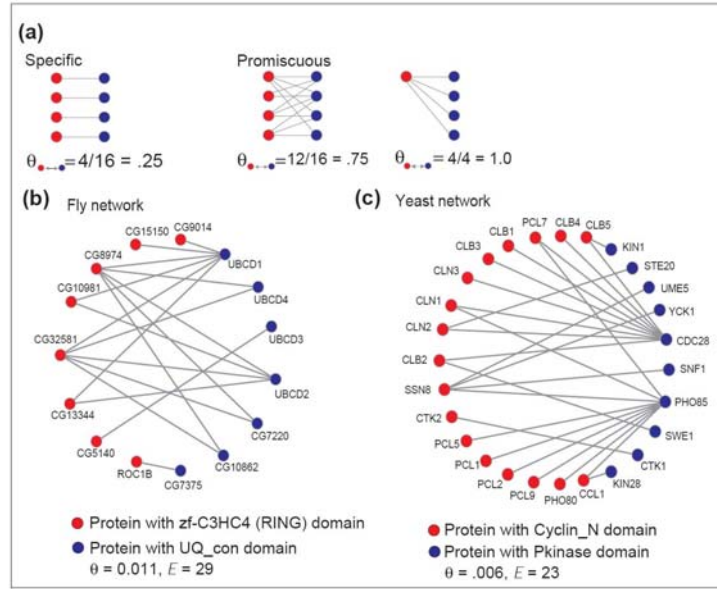 (a)
Specific
Promiscuous
θ = 4/16 = .25
θ = 12/16 = .75
θ = 4/4 = 1.0
(b) Fly network
CG15150
CG9014
CG8974
UBCD1
CG10981
UBCD4
CG32581
UBCD3
UBCD2
CG13344
CG7220
CG5140
CG10862
ROC1B
CG7375
Protein with zf-C3HC4 (RING) domain
Protein with UQ_con domain
θ = 0.011, E = 29
(c) Yeast network
PCL7
CLB4
CLB5
CLB1
KIN1
CLB3
STE20
CLN3
UME5
CLN1
YCK1
CLN2
CDC28
CLB2
SNF1
SSN8
PHO85
CTK2
SWE1
PCL5
CTK1
PCL1
KIN28
PCL2
PCL9
PHO80
CCL1
Protein with Cyclin_N domain
Protein with Pkinase domain
θ = .006, E = 23